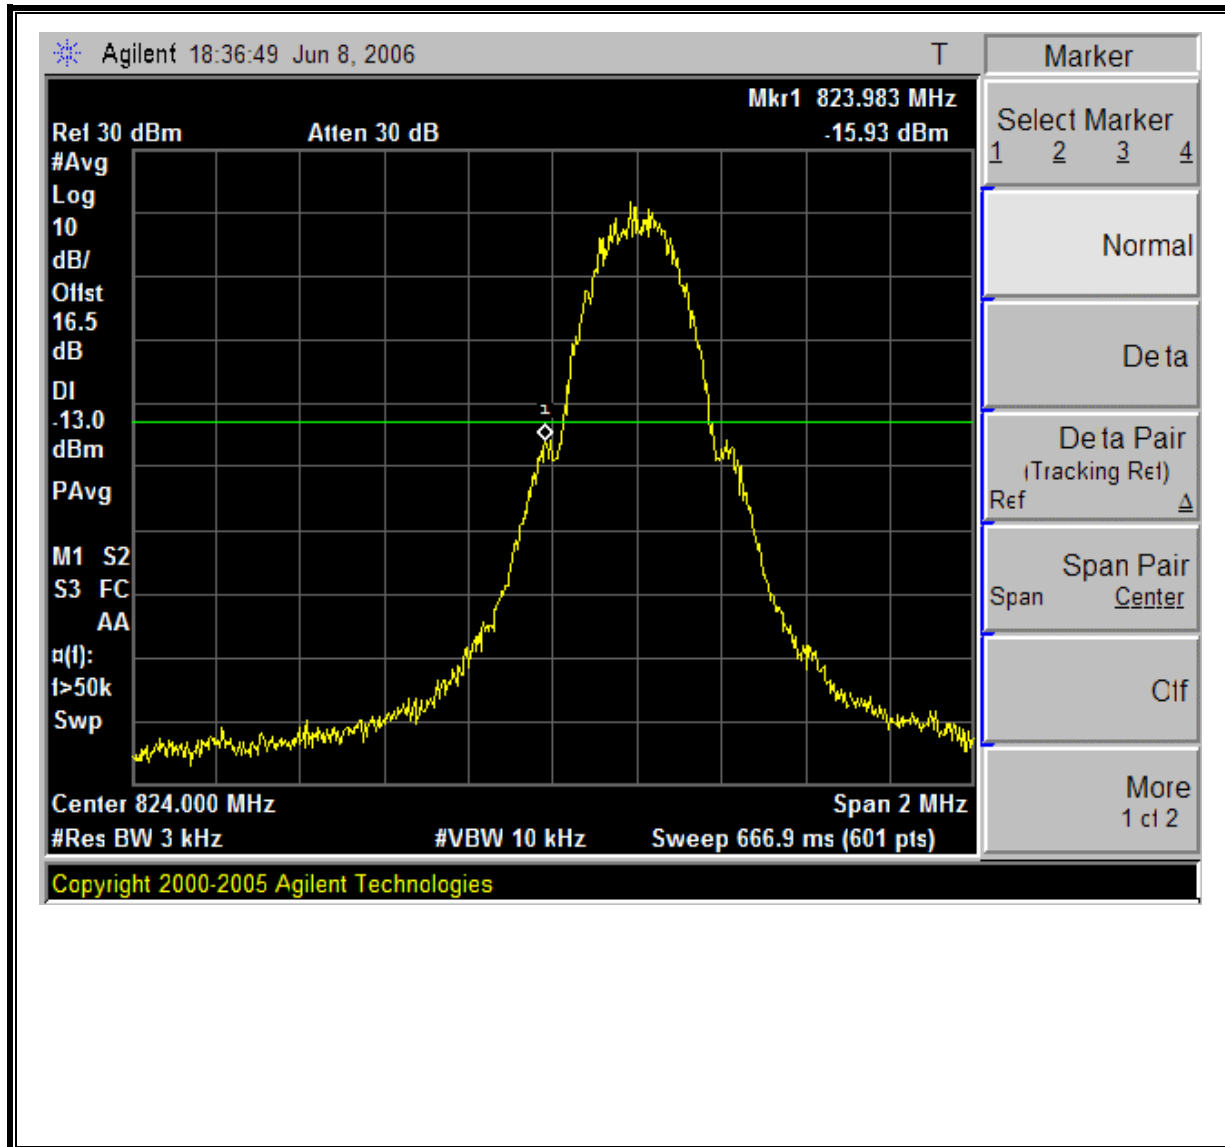 Agilent 18:36:49 Jun 8, 2006 T
Mkr1 823.983 MHz
Ref 30 dBm Atten 30 dB -15.93 dBm
#Avg
Log
10
dB/
Offst
16.5
dB
DI
-13.0
dBm
PAvg
M1 S2
S3 FC
AA
¤(f):
f>50k
Swp
1
Center 824.000 MHz Span 2 MHz
#Res BW 3 kHz #VBW 10 kHz Sweep 666.9 ms (601 pts)
Copyright 2000-2005 Agilent Technologies
Marker
Select Marker
1 2 3 4
Normal
De ta
De ta Pair
(Tracking Ref)
Ref Δ
Span Pair
Span Center
Off
More
1 of 2